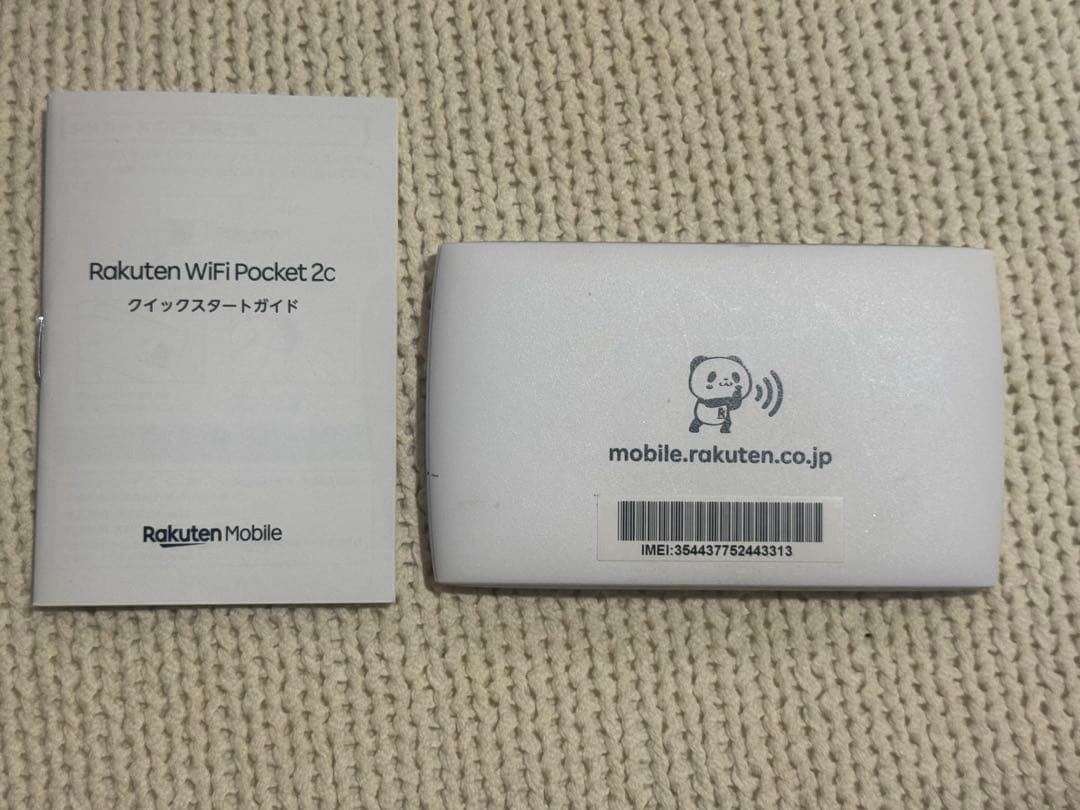 Rakuten WiFi Pocket 2c
クイックスタートガイド
Rakuten Mobile
mobile.rakuten.co.jp
IMEI:354437752443313